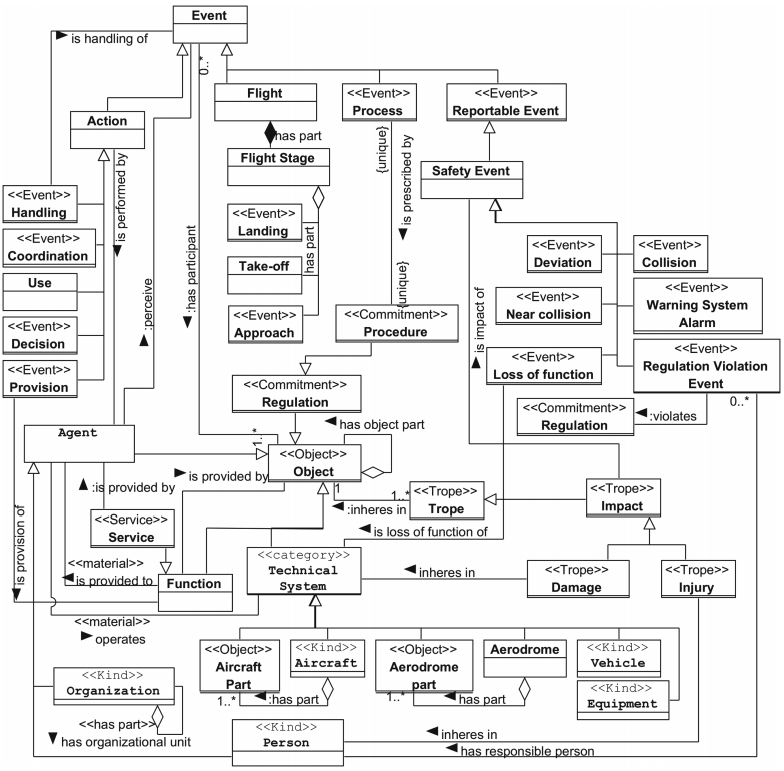 Event
▶ is handling of
0..*
Flight
<<Event>>
Process
<<Event>>
Reportable Event
Action
has part
{unique}
Flight Stage
Safety Event
▶ is performed by
▶ is prescribed by
<<Event>>
Handling
<<Event>>
Landing
has part
<<Event>>
Coordination
<<Event>>
Deviation
<<Event>>
Collision
Use
Take-off
▶ :perceive
▶ :has participant
{unique}
▶ is impact of
<<Event>>
Near collision
<<Event>>
Warning System
Alarm
<<Event>>
Decision
<<Event>>
Approach
<<Commitment>>
Procedure
<<Event>>
Provision
<<Event>>
Loss of function
<<Event>>
Regulation Violation
Event
<<Commitment>>
Regulation
0..*
<<Commitment>>
Regulation
◀ :violates
Agent
◀ has object part
1..*
<<Object>>
Object
▶ is provided by
▲ :is provided by
1
1..*
◀ :inheres in
<<Trope>>
Trope
<<Trope>>
Impact
<<Service>>
Service
◀ is loss of function of
▶ is provision of
<<material>>
◀ is provided to
Function
<<category>>
Technical
System
◀ inheres in
<<Trope>>
Damage
<<Trope>>
Injury
<<material>>
▶ operates
<<Object>>
Aircraft
Part
<<Kind>>
Aircraft
<<Object>>
Aerodrome
part
Aerodrome
<<Kind>>
Vehicle
<<Kind>>
Organization
<<Kind>>
Equipment
1..*
◀ :has part
1..*
◀ has part
<<has part>>
▼ has organizational unit
<<Kind>>
Person
◀ inheres in
◀ has responsible person